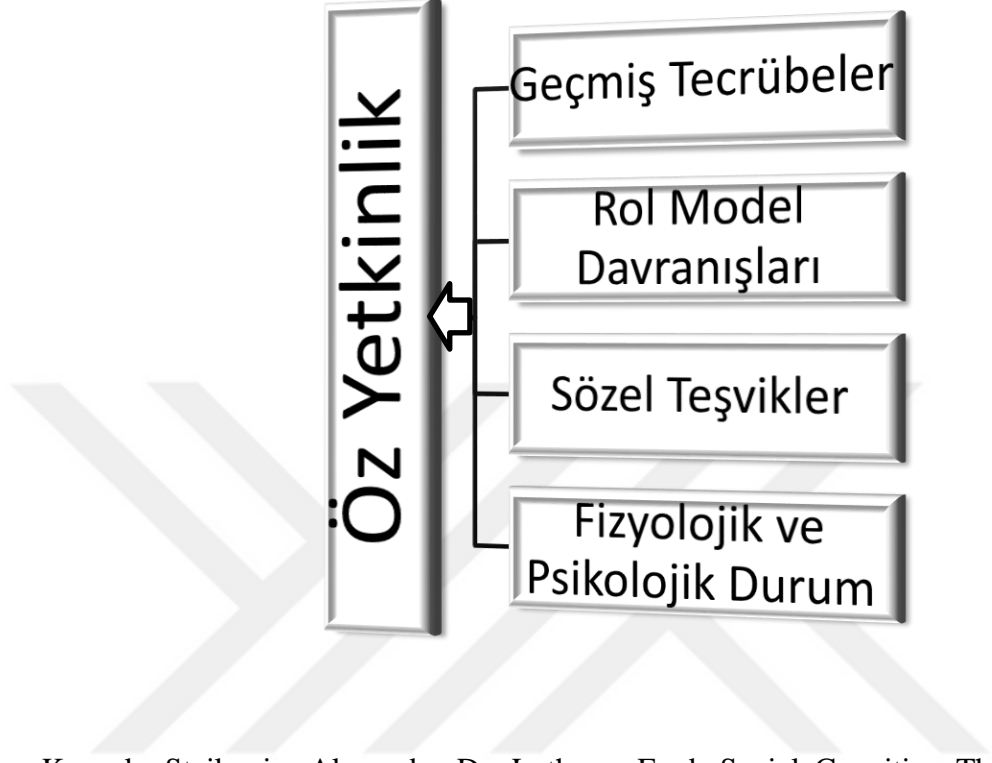 Öz Yetkinlik
Geçmiş Tecrübeler
Rol Model
Davranışları
Sözel Teşvikler
Fizyolojik ve
Psikolojik Durum